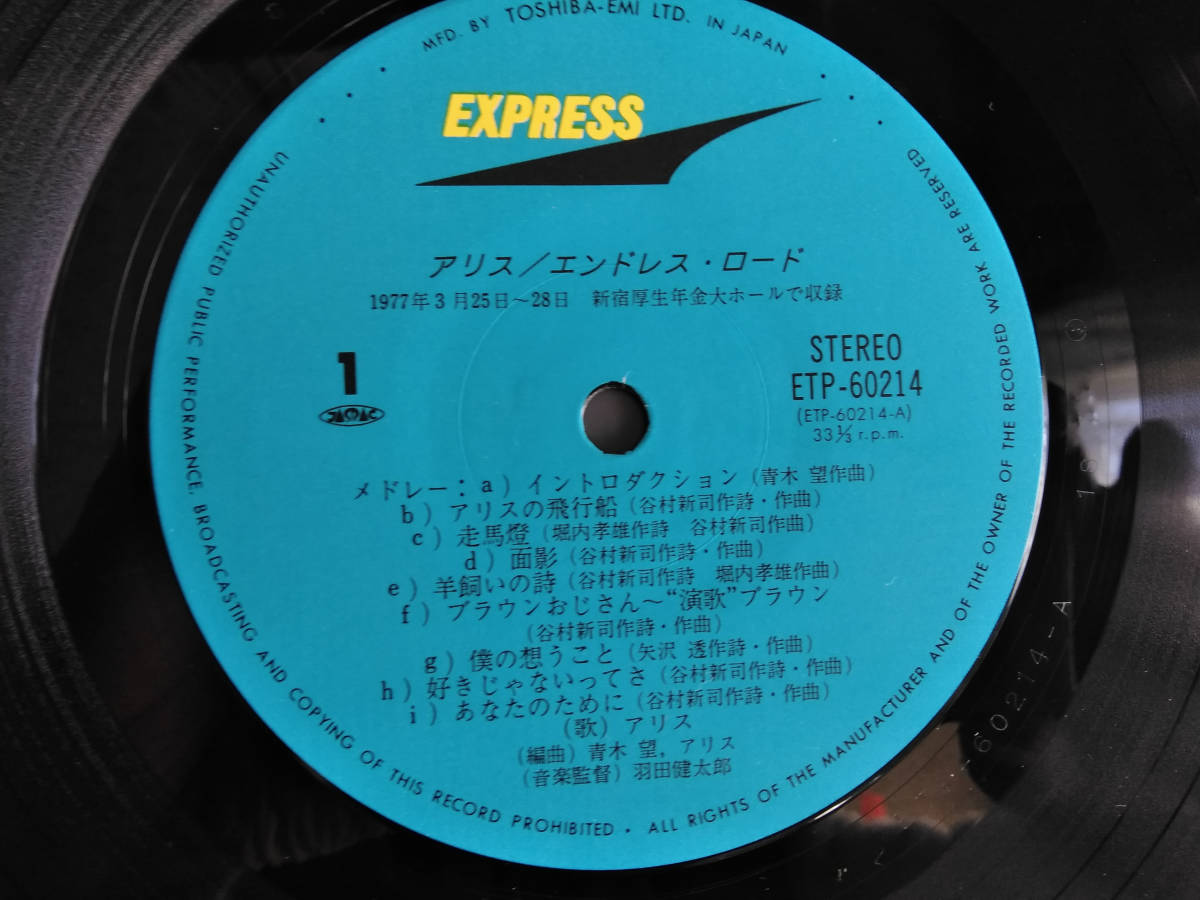 MFD. BY TOSHIBA-EMI LTD. IN JAPAN
EXPRESS
アリス／エンドレス・ロード
1977年3月25日〜28日 新宿厚生年金大ホールで収録
1
STEREO
ETP-60214
(ETP-60214-A)
33⅓ r.p.m.
メドレー：a) イントロダクション (青木 望作曲)
b) アリスの飛行船 (谷村新司作詩・作曲)
c) 走馬燈 (堀内孝雄作詩 谷村新司作曲)
d) 面影 (谷村新司作詩・作曲)
e) 羊飼いの詩 (谷村新司作詩 堀内孝雄作曲)
f) ブラウンおじさん〜“演歌”ブラウン
(谷村新司作詩・作曲)
g) 僕の想うこと (矢沢 透作詩・作曲)
h) 好きじゃないってさ (谷村新司作詩・作曲)
i) あなたのために (谷村新司作詩・作曲)
(歌) アリス
(編曲) 青木 望，アリス
(音楽監督) 羽田健太郎
UNAUTHORIZED PUBLIC PERFORMANCE, BROADCASTING AND COPYING OF THIS RECORD PROHIBITED • ALL RIGHTS OF THE MANUFACTURER AND OF THE OWNER OF THE RECORDED WORK ARE RESERVED
60214-A